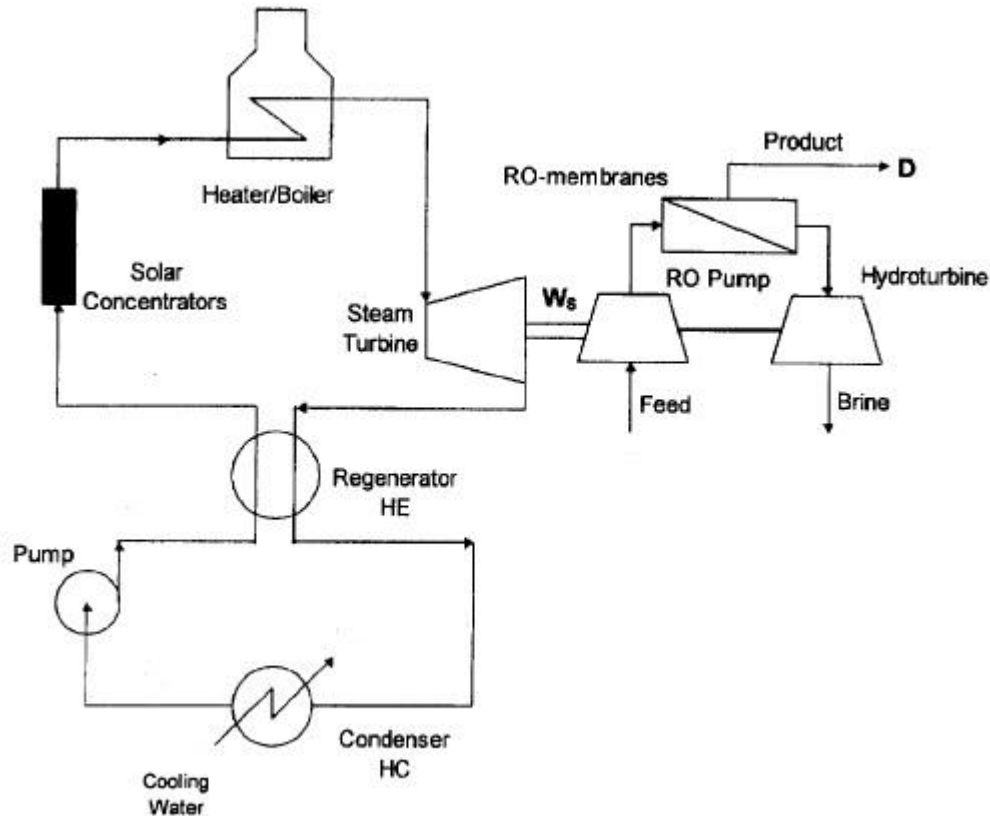 Heater/Boiler
Solar
Concentrators
Product
D
RO-membranes
RO Pump
Hydroturbine
Steam
Turbine
Ws
Feed
Brine
Regenerator
HE
Pump
Condenser
HC
Cooling
Water